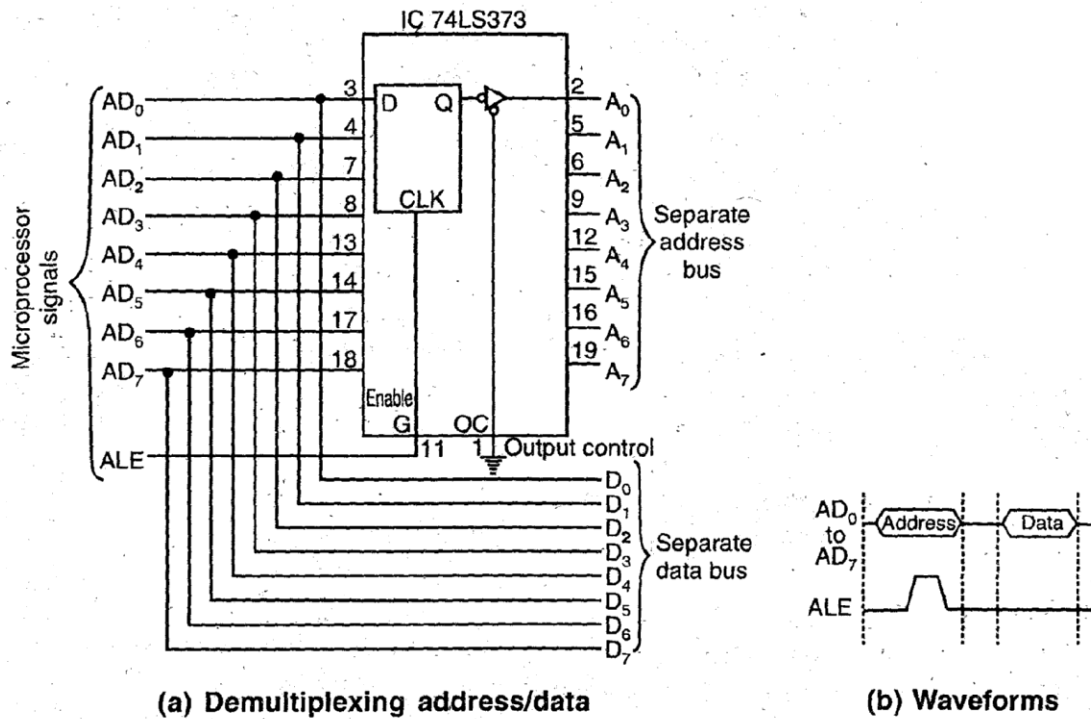 IC 74LS373
Microprocessor
signals
AD0
AD1
AD2
AD3
AD4
AD5
AD6
AD7
ALE
3
4
7
8
13
14
17
18
D
Q
CLK
Enable
G
OC
11
1
Output control
2
5
6
9
12
15
16
19
A0
A1
A2
A3
A4
A5
A6
A7
Separate
address
bus
D0
D1
D2
D3
D4
D5
D6
D7
Separate
data bus
AD0
to
AD7
Address
Data
ALE
(a) Demultiplexing address/data
(b) Waveforms